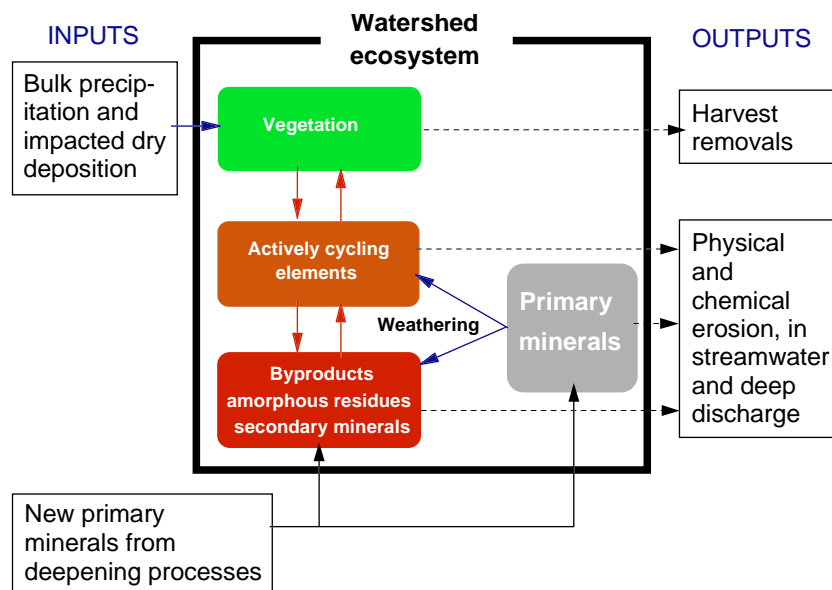 INPUTS
Watershed
ecosystem
OUTPUTS
Bulk precip-
itation and
impacted dry
deposition
Vegetation
Harvest
removals
Actively cycling
elements
Weathering
Primary
minerals
Physical
and
chemical
erosion, in
streamwater
and deep
discharge
Byproducts
amorphous residues
secondary minerals
New primary
minerals from
deepening processes